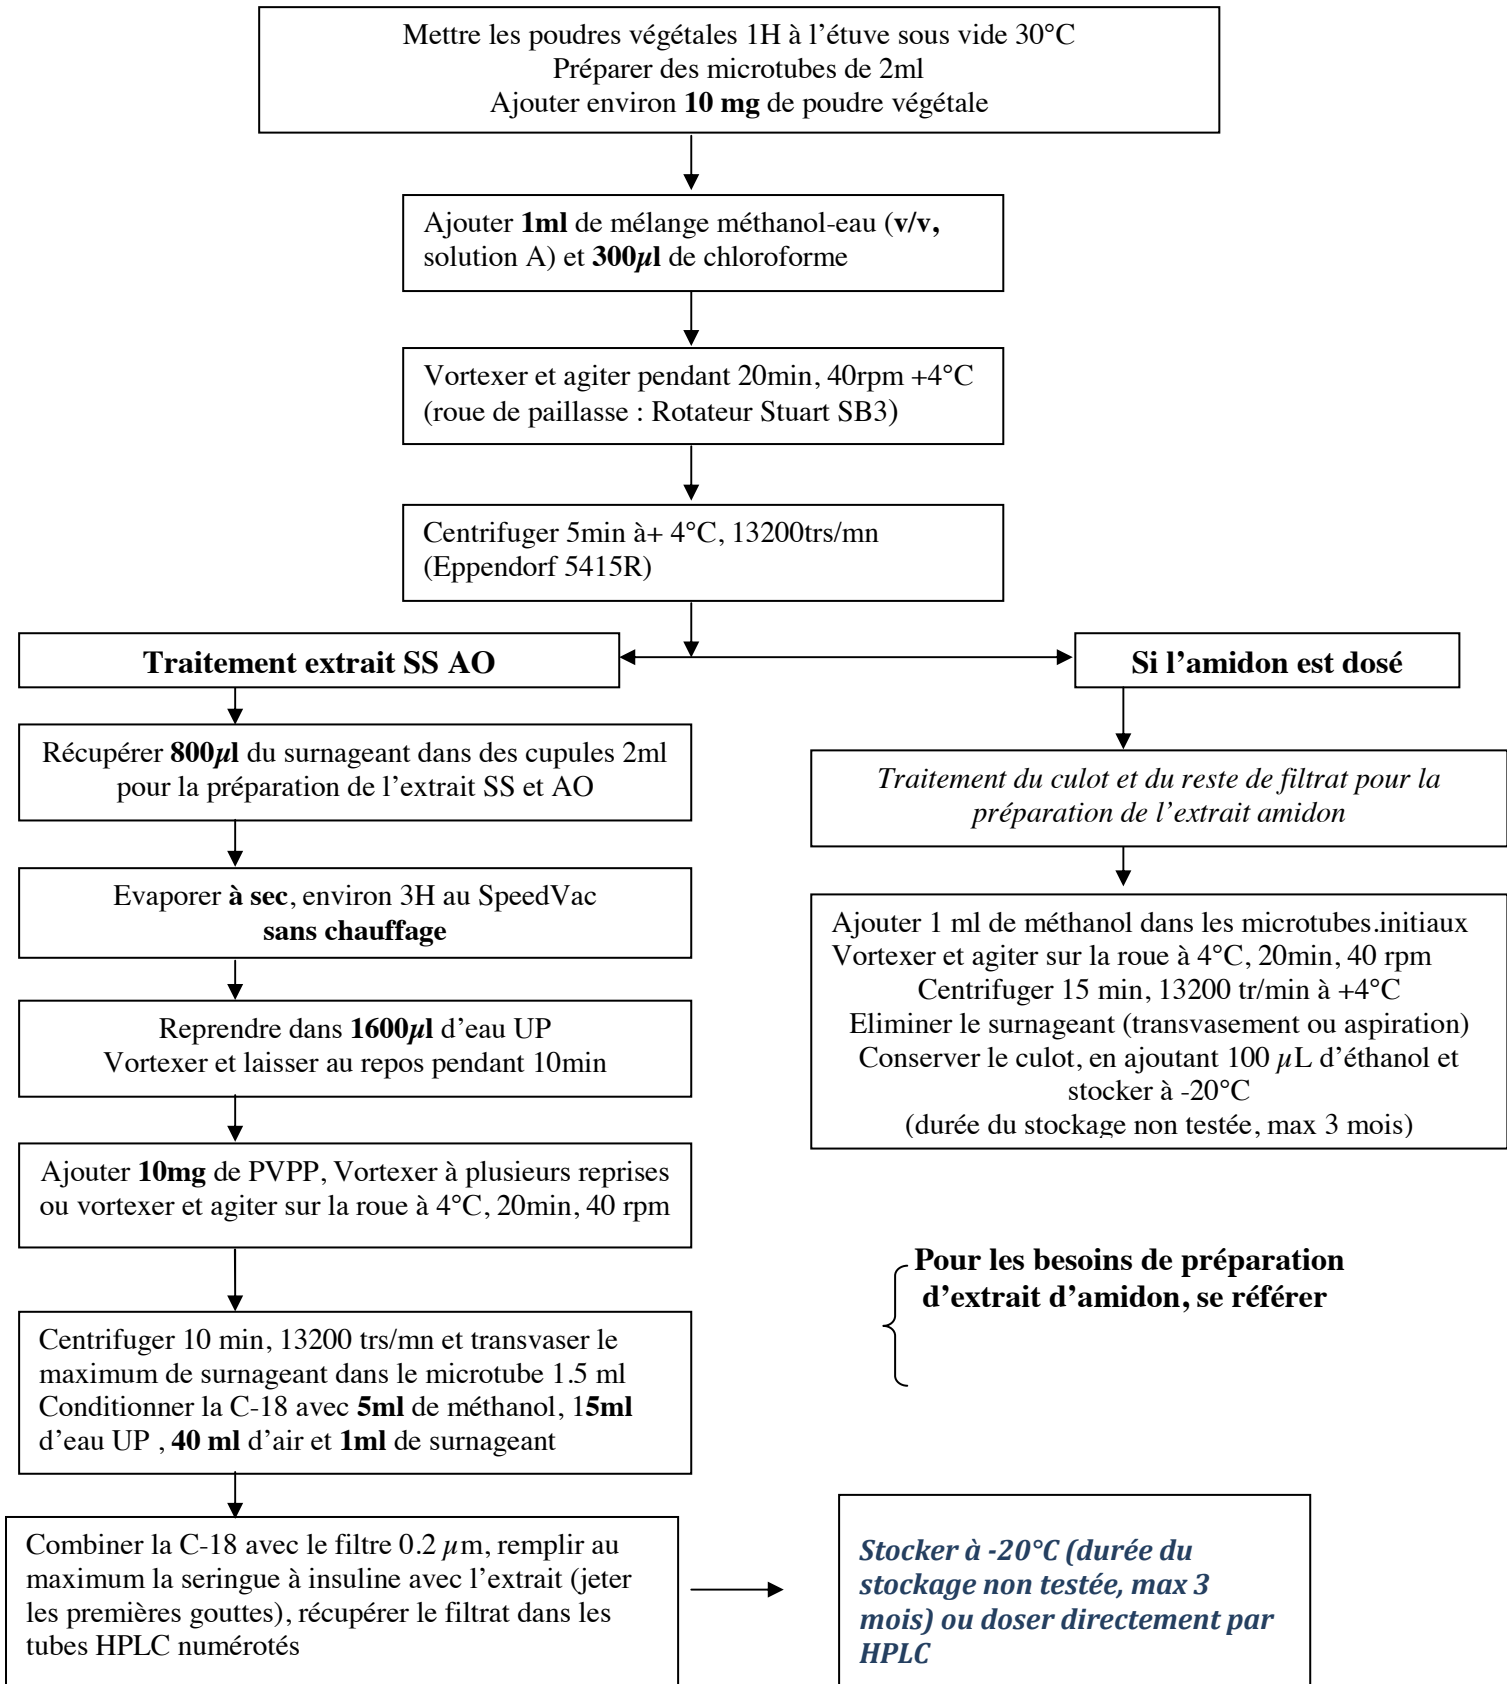 Mettre les poudres végétales 1H à l’étuve sous vide 30°C
Préparer des microtubes de 2ml
Ajouter environ 10 mg de poudre végétale
Ajouter 1ml de mélange méthanol-eau (v/v,
solution A) et 300µl de chloroforme
Vortexer et agiter pendant 20min, 40rpm +4°C
(roue de paillasse : Rotateur Stuart SB3)
Centrifuger 5min à+ 4°C, 13200trs/mn
(Eppendorf 5415R)
Traitement extrait SS AO
Récupérer 800µl du surnageant dans des cupules 2ml
pour la préparation de l’extrait SS et AO
Evaporer à sec, environ 3H au SpeedVac
sans chauffage
Reprendre dans 1600µl d’eau UP
Vortexer et laisser au repos pendant 10min
Ajouter 10mg de PVPP, Vortexer à plusieurs reprises
ou vortexer et agiter sur la roue à 4°C, 20min, 40 rpm
Centrifuger 10 min, 13200 trs/mn et transvaser le
maximum de surnageant dans le microtube 1.5 ml
Conditionner la C-18 avec 5ml de méthanol, 15ml
d’eau UP , 40 ml d’air et 1ml de surnageant
Combiner la C-18 avec le filtre 0.2 µm, remplir au
maximum la seringue à insuline avec l’extrait (jeter
les premières gouttes), récupérer le filtrat dans les
tubes HPLC numérotés
Si l’amidon est dosé
Traitement du culot et du reste de filtrat pour la
préparation de l’extrait amidon
Ajouter 1 ml de méthanol dans les microtubes.initiaux
Vortexer et agiter sur la roue à 4°C, 20min, 40 rpm
Centrifuger 15 min, 13200 tr/min à +4°C
Eliminer le surnageant (transvasement ou aspiration)
Conserver le culot, en ajoutant 100 µL d’éthanol et
stocker à -20°C
(durée du stockage non testée, max 3 mois)
Pour les besoins de préparation
d’extrait d’amidon, se référer
Stocker à -20°C (durée du
stockage non testée, max 3
mois) ou doser directement par
HPLC